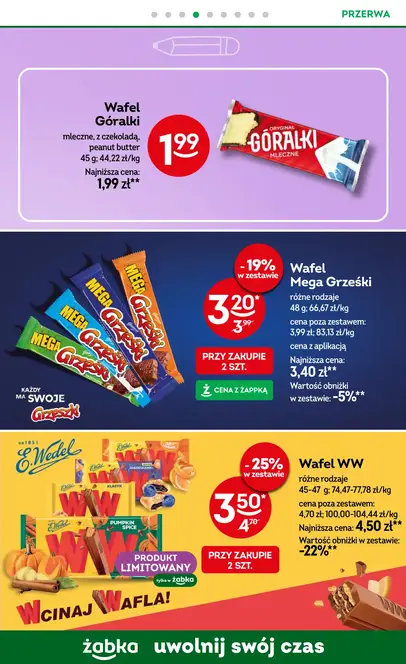 PRZERWA
Wafel
Góralki
mleczne, z czekoladą,
peanut butter
45 g; 44,22 zł/kg
Najniższa cena:
1,99 zł**
1 99
ORYGINAŁ
GÓRALKI
MLECZNE
MEGA Grześki
MEGA Grześki
MEGA Grześki
MEGA Grześki
KAŻDY
MA SWOJE
Grześki
-19%
w zestawie
3 20*
3 99
PRZY ZAKUPIE
2 SZT.
CENA Z ŻAPPKĄ
Wafel
Mega Grześki
różne rodzaje
48 g; 66,67 zł/kg
cena poza zestawem:
3,99 zł; 83,13 zł/kg
cena z aplikacją
Najniższa cena:
3,40 zł**
Wartość obniżki
w zestawie: -5%**
1851
E. Wedel
WW
KLASYK
PUMPKIN
SPICE
PRODUKT
LIMITOWANY
tylko w żabka
WCINAJ WAFLA!
-25%
w zestawie
3 50*
4 70
PRZY ZAKUPIE
2 SZT.
Wafel WW
różne rodzaje
45-47 g; 74,47-77,78 zł/kg
cena poza zestawem:
4,70 zł; 100,00-104,44 zł/kg
Najniższa cena: 4,50 zł**
Wartość obniżki w zestawie:
-22%**
żabka uwolnij swój czas